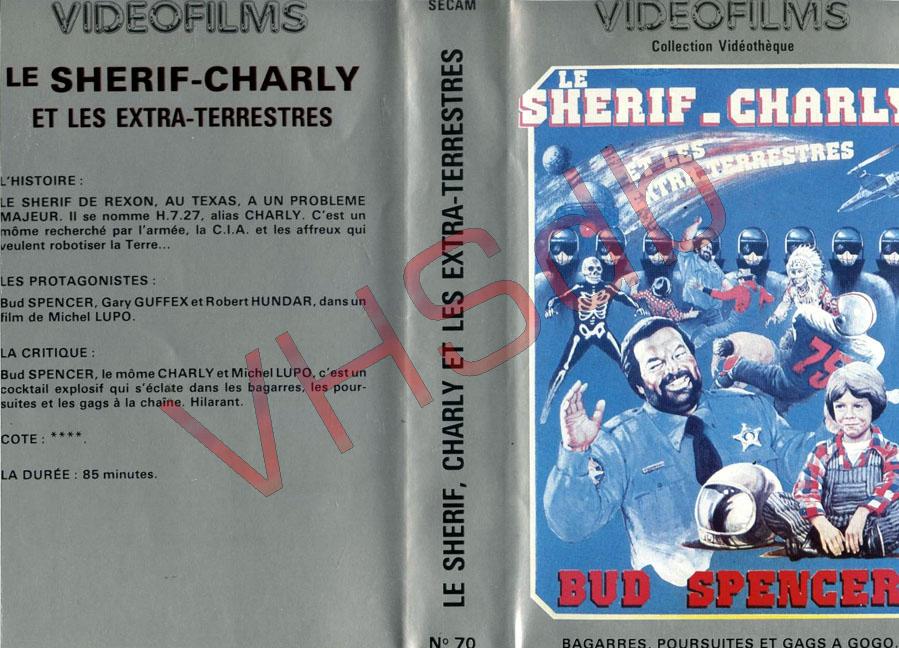 VIDEOFILMS
LE SHERIF-CHARLY
ET LES EXTRA-TERRESTRES
L'HISTOIRE :
LE SHERIF DE REXON, AU TEXAS, A UN PROBLEME
MAJEUR. Il se nomme H.7.27, alias CHARLY. C'est un
môme recherché par l'armée, la C.I.A. et les affreux qui
veulent robotiser la Terre...
LES PROTAGONISTES :
Bud SPENCER, Gary GUFFEX et Robert HUNDAR, dans un
film de Michel LUPO.
LA CRITIQUE :
Bud SPENCER, le môme CHARLY et Michel LUPO, c'est un
cocktail explosif qui s'éclate dans les bagarres, les pour-
suites et les gags à la chaîne. Hilarant.
COTE : ****.
LA DURÉE : 85 minutes.
SECAM
LE SHERIF, CHARLY ET LES EXTRA-TERRESTRES
N° 70
VIDEOFILMS
Collection Vidéothèque
LE
SHERIF-CHARLY
ET LES
EXTRA-TERRESTRES
75
BUD SPENCER
BAGARRES, POURSUITES ET GAGS A GOGO.
VHSdb